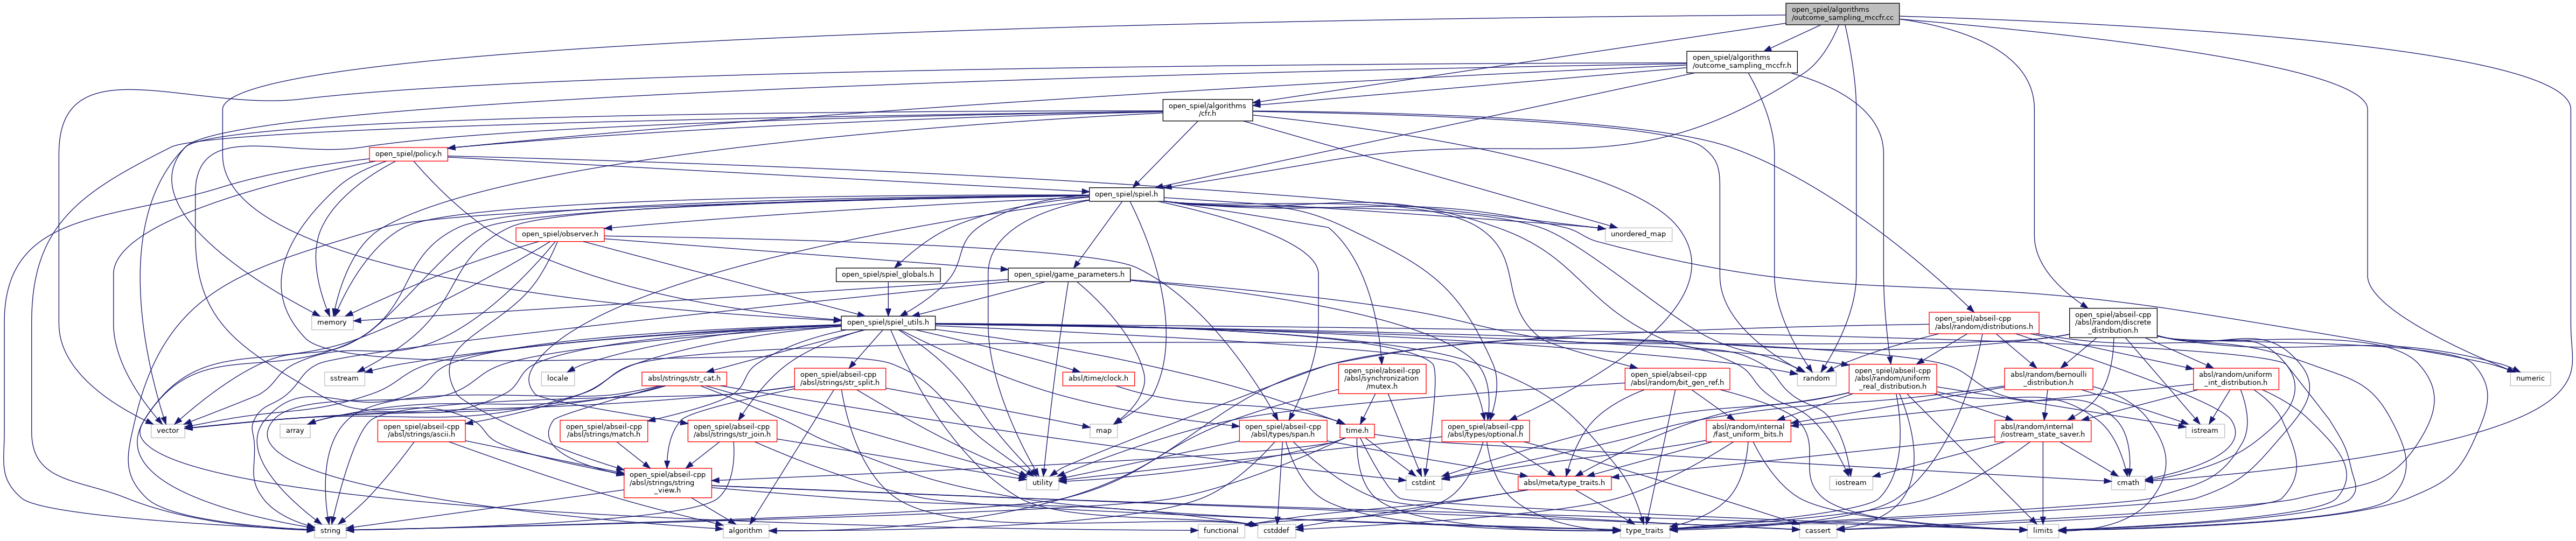 open_spiel/algorithms
/outcome_sampling_mccfr.cc
open_spiel/algorithms
/outcome_sampling_mccfr.h
open_spiel/algorithms
/cfr.h
open_spiel/policy.h
open_spiel/spiel.h
unordered_map
open_spiel/observer.h
open_spiel/spiel_globals.h
open_spiel/game_parameters.h
memory
open_spiel/spiel_utils.h
open_spiel/abseil-cpp
/absl/random/distributions.h
open_spiel/abseil-cpp
/absl/random/discrete
_distribution.h
sstream
locale
absl/strings/str_cat.h
open_spiel/abseil-cpp
/absl/strings/str_split.h
absl/time/clock.h
open_spiel/abseil-cpp
/absl/synchronization
/mutex.h
open_spiel/abseil-cpp
/absl/random/bit_gen_ref.h
random
open_spiel/abseil-cpp
/absl/random/uniform
_real_distribution.h
absl/random/bernoulli
_distribution.h
absl/random/uniform
_int_distribution.h
numeric
vector
array
open_spiel/abseil-cpp
/absl/strings/ascii.h
open_spiel/abseil-cpp
/absl/strings/match.h
open_spiel/abseil-cpp
/absl/strings/str_join.h
map
open_spiel/abseil-cpp
/absl/types/span.h
time.h
open_spiel/abseil-cpp
/absl/types/optional.h
absl/random/internal
/fast_uniform_bits.h
absl/random/internal
/iostream_state_saver.h
istream
open_spiel/abseil-cpp
/absl/strings/string
_view.h
utility
cstdint
absl/meta/type_traits.h
iostream
cmath
string
algorithm
functional
cstddef
type_traits
cassert
limits